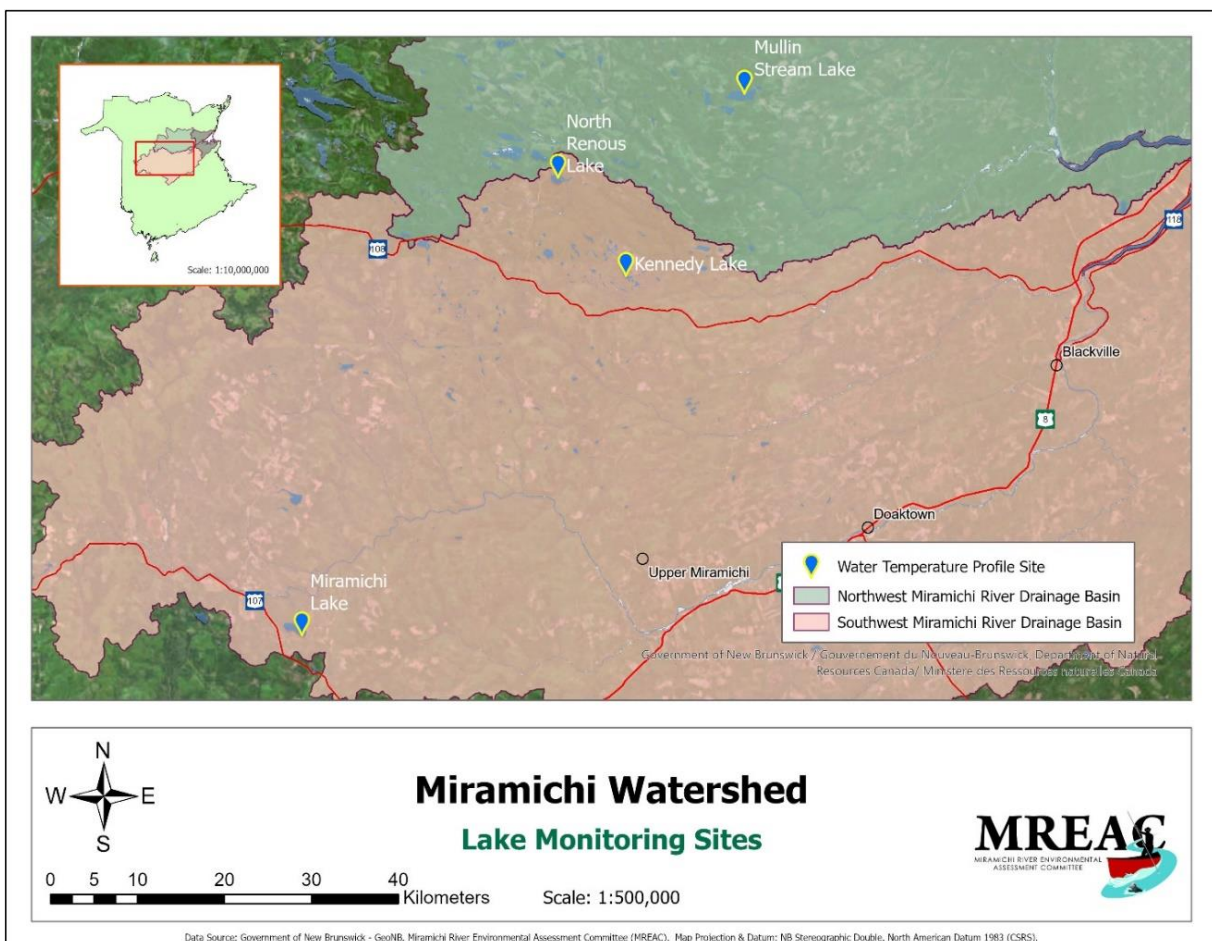 Mullin
Stream Lake
North
Renous
Lake
Scale: 1:10,000,000
108
118
Kennedy Lake
Blackville
8
Doaktown
Upper Miramichi
Miramichi
Lake
107
Water Temperature Profile Site
Northwest Miramichi River Drainage Basin
Southwest Miramichi River Drainage Basin
Government of New Brunswick / Gouvernement du Nouveau-Brunswick, Department of Natural
Resources Canada/ Ministere des Ressources naturelles Canada
N
W E
S
Miramichi Watershed
Lake Monitoring Sites
0 5 10 20 30 40
Kilometers
Scale: 1:500,000
MREAC
MIRAMICHI RIVER ENVIRONMENTAL
ASSESSMENT COMMITTEE
Data Source: Government of New Brunswick - GeoNB, Miramichi River Environmental Assessment Committee (MREAC). Map Projection & Datum: NB Stereographic Double, North American Datum 1983 (CSRS).